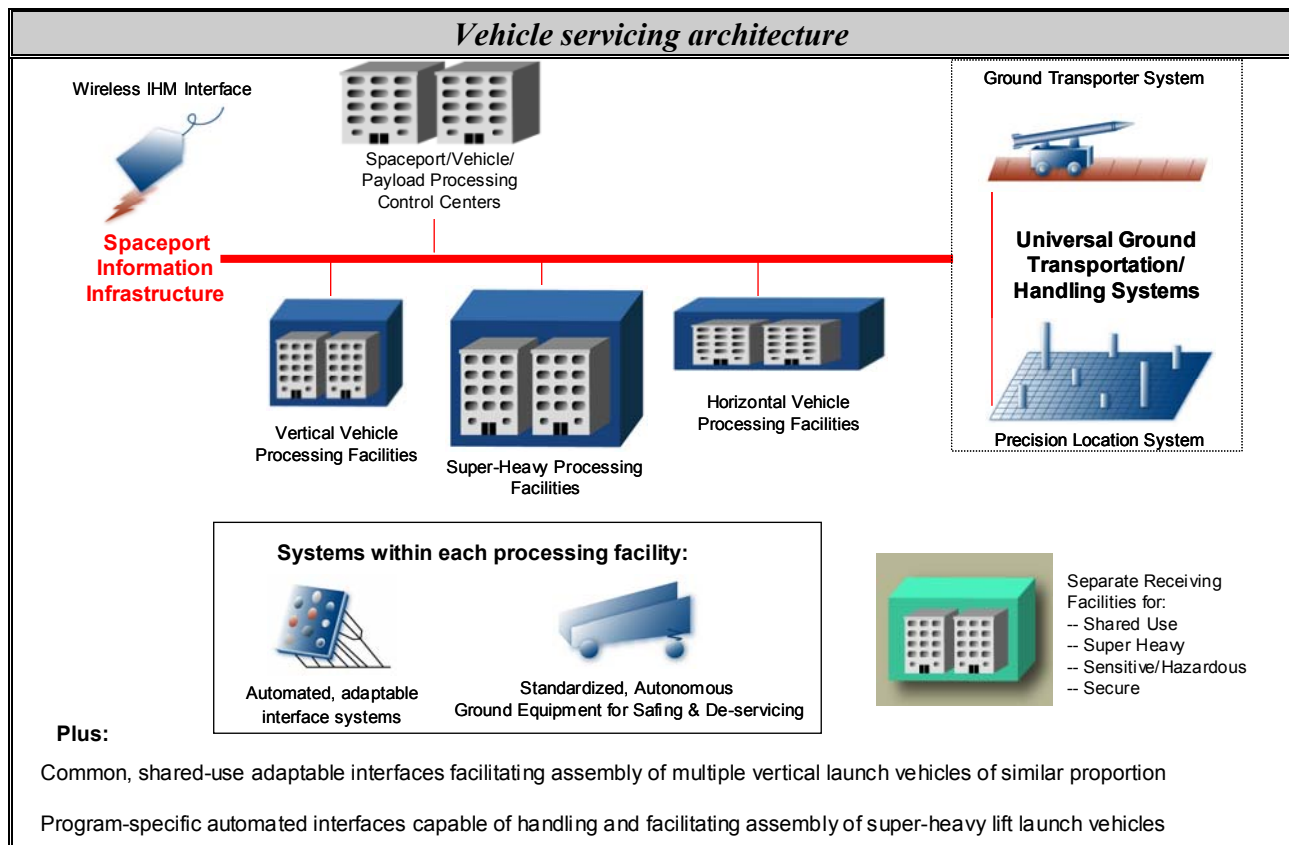 Vehicle servicing architecture
Wireless IHM Interface
Spaceport/Vehicle/
Payload Processing
Control Centers
Ground Transporter System
Spaceport
Information
Infrastructure
Universal Ground
Transportation/
Handling Systems
Vertical Vehicle
Processing Facilities
Super-Heavy Processing
Facilities
Horizontal Vehicle
Processing Facilities
Precision Location System
Systems within each processing facility:
Automated, adaptable
interface systems
Standardized, Autonomous
Ground Equipment for Safing & De-servicing
Separate Receiving
Facilities for:
-- Shared Use
-- Super Heavy
-- Sensitive/Hazardous
-- Secure
Plus:
Common, shared-use adaptable interfaces facilitating assembly of multiple vertical launch vehicles of similar proportion
Program-specific automated interfaces capable of handling and facilitating assembly of super-heavy lift launch vehicles